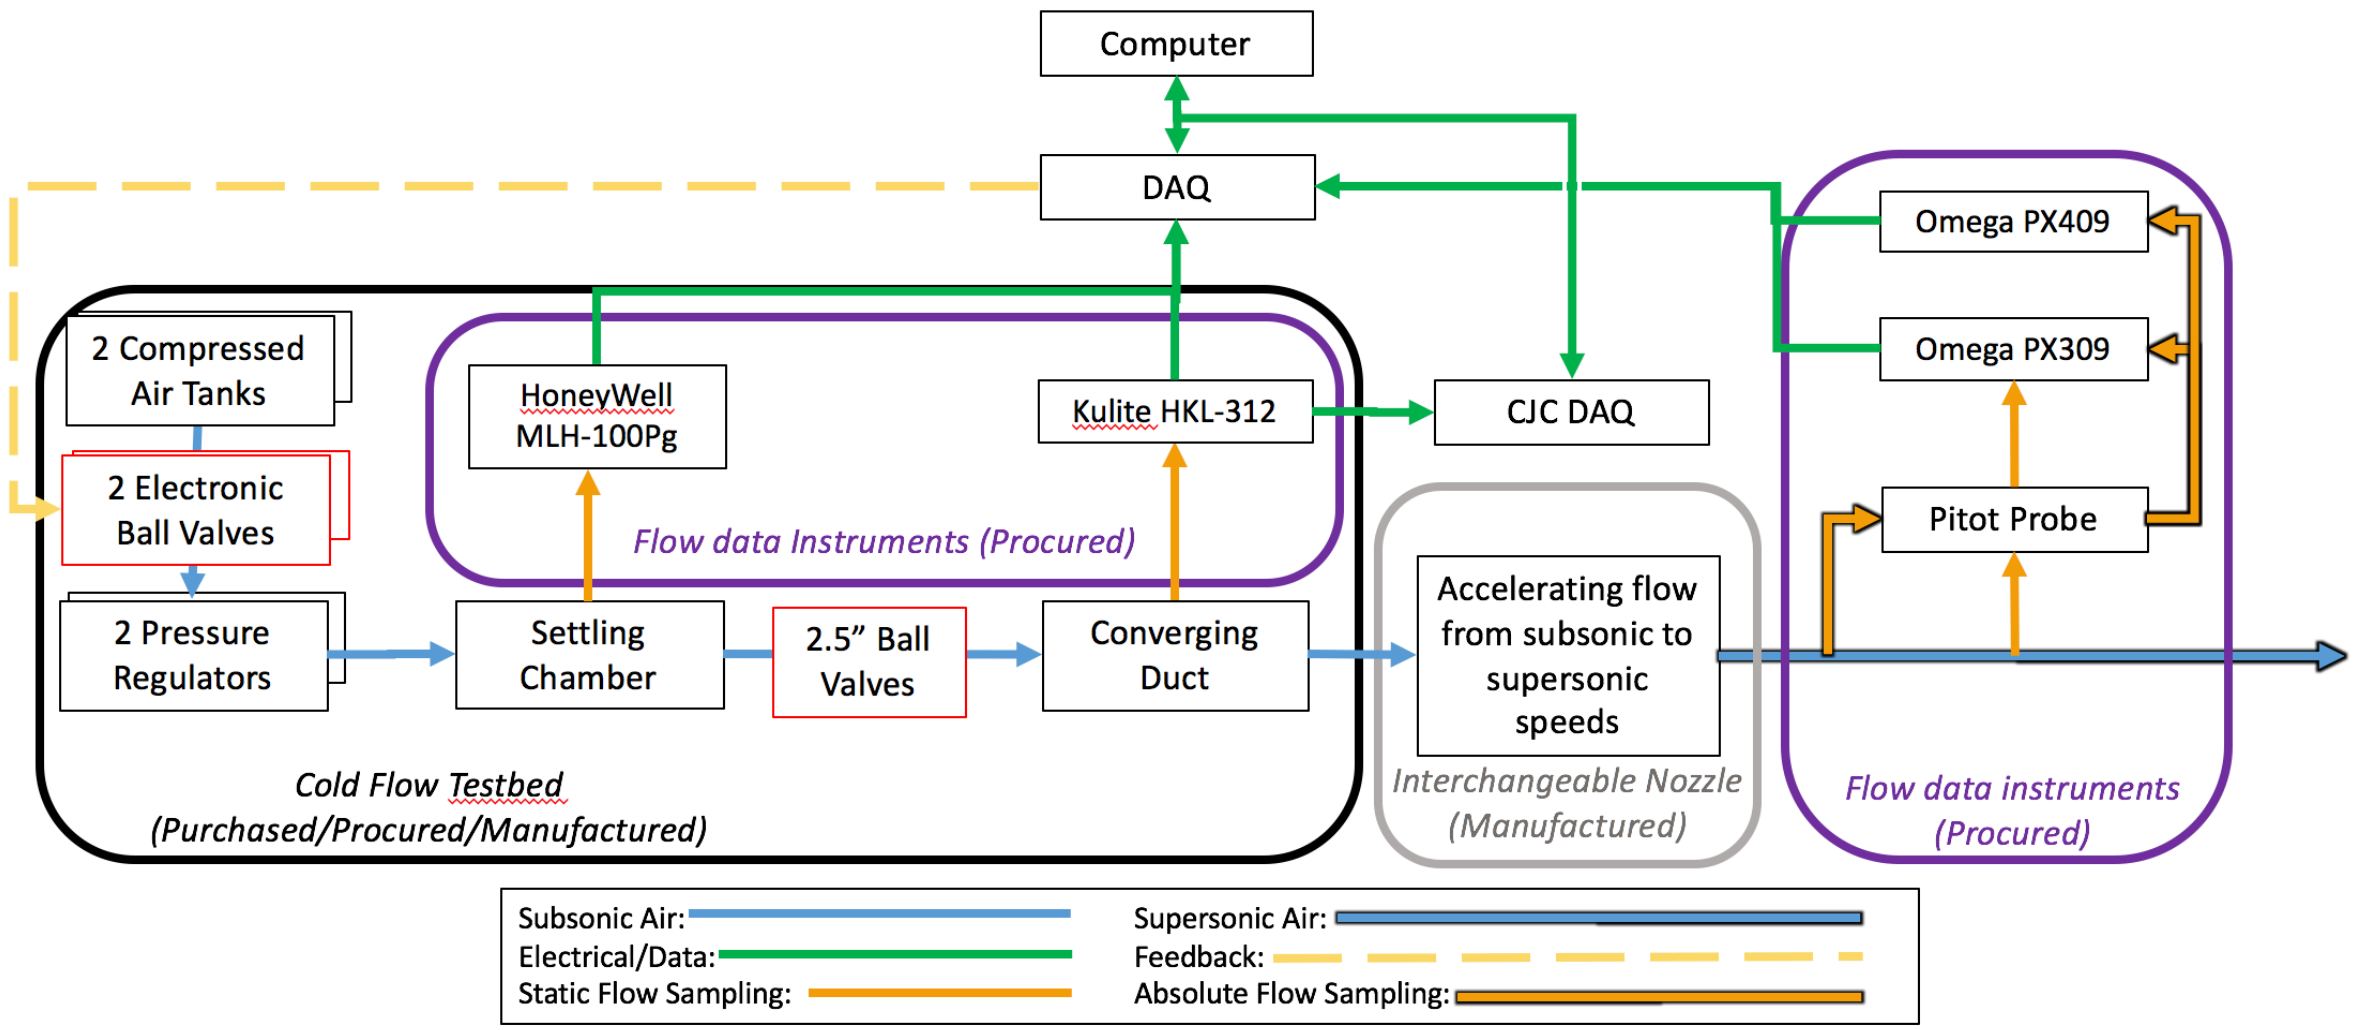 Computer
DAQ
Omega PX409
2 Compressed
Air Tanks
Omega PX309
HoneyWell
MLH-100Pg
Kulite HKL-312
CJC DAQ
2 Electronic
Ball Valves
Flow data Instruments (Procured)
Pitot Probe
2 Pressure
Regulators
Settling
Chamber
2.5” Ball
Valves
Converging
Duct
Accelerating flow
from subsonic to
supersonic
speeds
Cold Flow Testbed
(Purchased/Procured/Manufactured)
Interchangeable Nozzle
(Manufactured)
Flow data instruments
(Procured)
Subsonic Air:
Supersonic Air:
Electrical/Data:
Feedback:
Static Flow Sampling:
Absolute Flow Sampling: